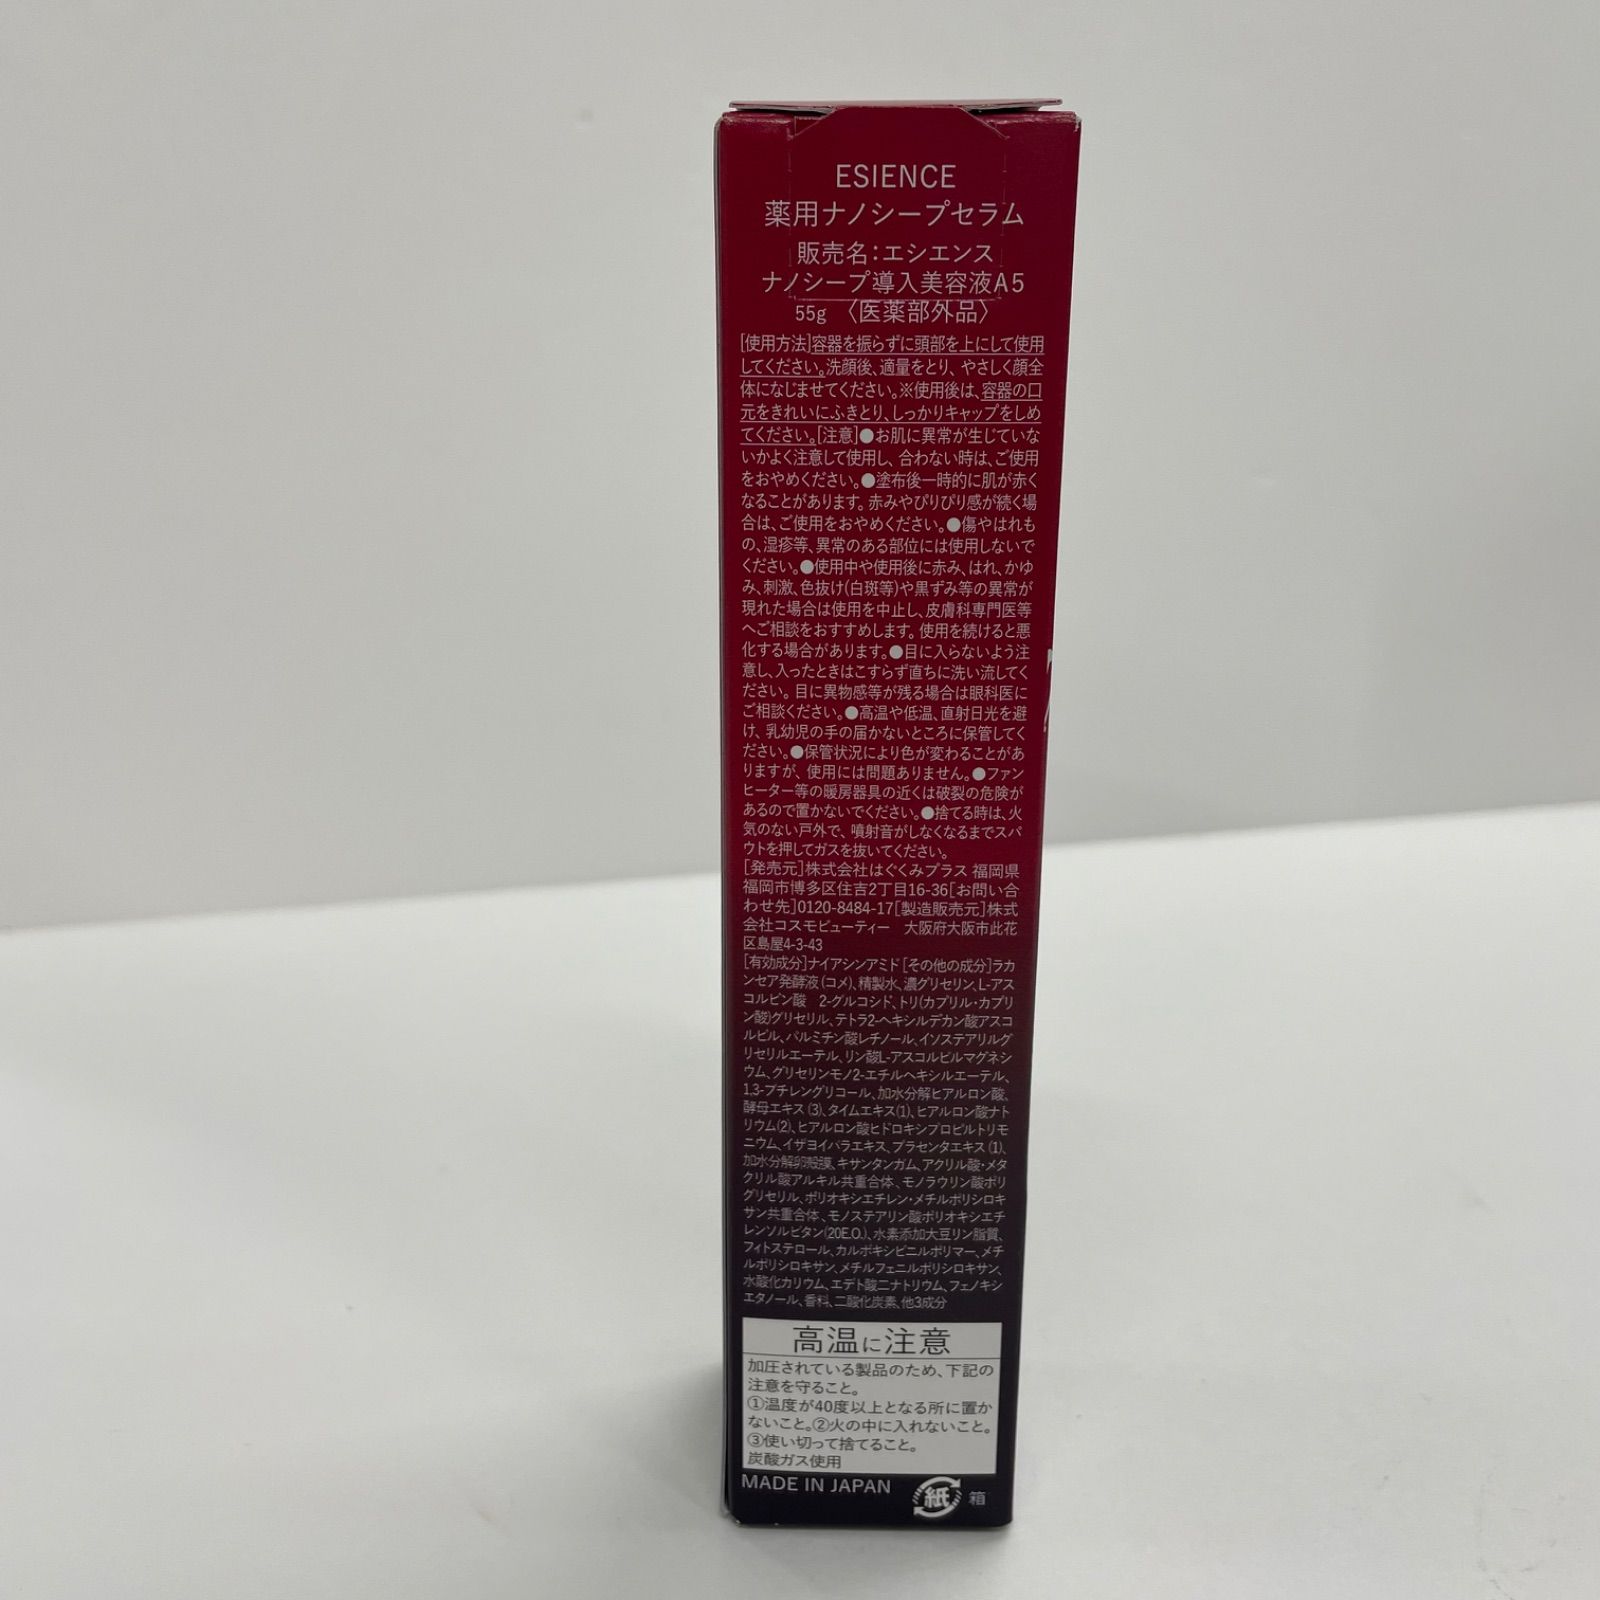 ESIENCE
薬用ナノシープセラム
販売名：エシエンス
ナノシープ導入美容液A5
55g 〈医薬部外品〉
[使用方法]容器を振らずに頭部を上にして使用
してください。洗顔後、適量をとり、やさしく顔全
体になじませてください。※使用後は、容器の口
元をきれいにふきとり、しっかりキャップをしめ
てください。[注意]●お肌に異常が生じていな
いかよく注意して使用し、合わない時は、ご使用
をおやめください。●塗布後一時的に肌が赤く
なることがあります。赤みやぴりぴり感が続く場
合は、ご使用をおやめください。●傷やはれも
の、湿疹等、異常のある部位には使用しないで
ください。●使用中や使用後に赤み、はれ、かゆ
み、刺激、色抜け(白斑等)や黒ずみ等の異常が
現れた場合は使用を中止し、皮膚科専門医等
へご相談をおすすめします。使用を続けると悪
化する場合があります。●目に入らないよう注
意し、入ったときはこすらず直ちに洗い流してく
ださい。目に異物感等が残る場合は眼科医に
ご相談ください。●高温や低温、直射日光を避
け、乳幼児の手の届かないところに保管してく
ださい。●保管状況により色が変わることがあ
りますが、使用には問題ありません。●ファン
ヒーター等の暖房器具の近くは破裂の危険が
あるので置かないでください。●捨てる時は、火
気のない戸外で、噴射音がしなくなるまでスパ
ウトを押してガスを抜いてください。
[発売元]株式会社はぐくみプラス 福岡県
福岡市博多区住吉2丁目16-36[お問い合
わせ先]0120-8484-17[製造販売元]株式
会社コスモビューティー 大阪府大阪市此花
区島屋4-3-43
[有効成分]ナイアシンアミド[その他の成分]ラカ
ンセア発酵液(コメ)、精製水、濃グリセリン、L-アス
コルビン酸 2-グルコシド、トリ(カプリル・カプリ
ン酸)グリセリル、テトラ2-ヘキシルデカン酸アスコ
ルビル、パルミチン酸レチノール、イソステアリルグ
リセリルエーテル、リン酸L-アスコルビルマグネシ
ウム、グリセリンモノ2-エチルヘキシルエーテル、
1,3-ブチレングリコール、加水分解ヒアルロン酸、
酵母エキス(3)、タイムエキス(1)、ヒアルロン酸ナト
リウム(2)、ヒアルロン酸ヒドロキシプロピルトリモ
ニウム、イザヨイバラエキス、プラセンタエキス(1)、
加水分解卵殻膜、キサンタンガム、アクリル酸・メタ
クリル酸アルキル共重合体、モノラウリン酸ポリ
グリセリル、ポリオキシエチレン・メチルポリシロキ
サン共重合体、モノステアリン酸ポリオキシエチ
レンソルビタン(20E.O.)、水素添加大豆リン脂質、
フィトステロール、カルボキシビニルポリマー、メチ
ルポリシロキサン、メチルフェニルポリシロキサン、
水酸化カリウム、エデト酸二ナトリウム、フェノキシ
エタノール、香料、二酸化炭素、他3成分
高温に注意
加圧されている製品のため、下記の
注意を守ること。
①温度が40度以上となる所に置か
ないこと。②火の中に入れないこと。
③使い切って捨てること。
炭酸ガス使用
MADE IN JAPAN
紙 箱